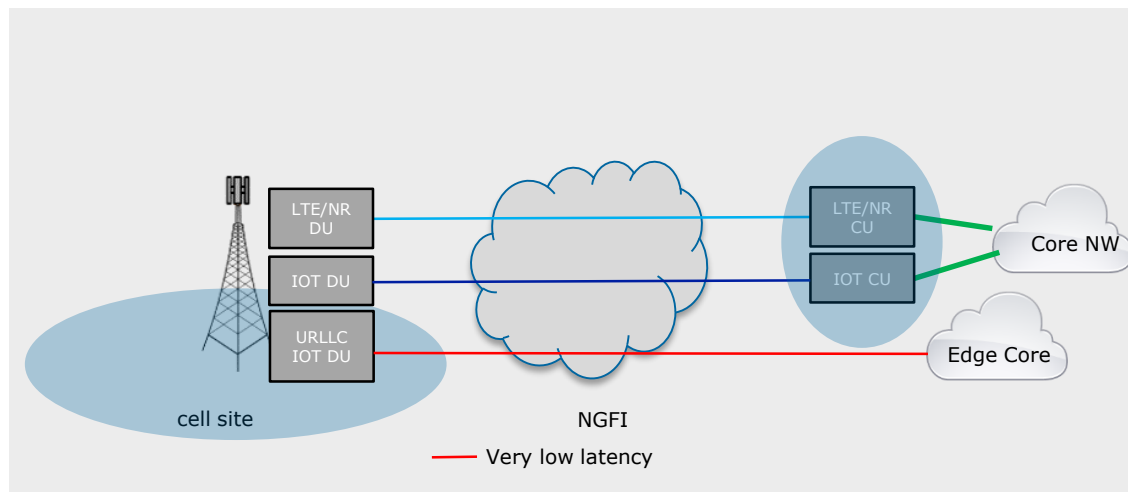 LTE/NR
DU
LTE/NR
CU
Core NW
IOT DU
IOT CU
URLLC
IOT DU
Edge Core
cell site
NGFI
Very low latency